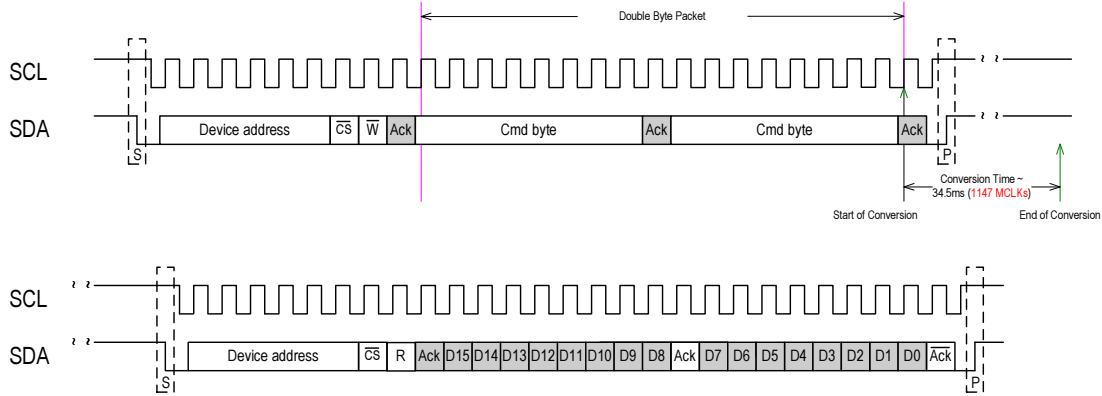 Double Byte Packet
SCL ~ ~
SDA Device address CS W Ack Cmd byte Ack Cmd byte Ack ~ ~
S P
Conversion Time ~
34.5ms (1147 MCLKs)
Start of Conversion End of Conversion
SCL ~ ~
SDA ~ ~ Device address CS R Ack D15 D14 D13 D12 D11 D10 D9 D8 Ack D7 D6 D5 D4 D3 D2 D1 D0 Ack
S P